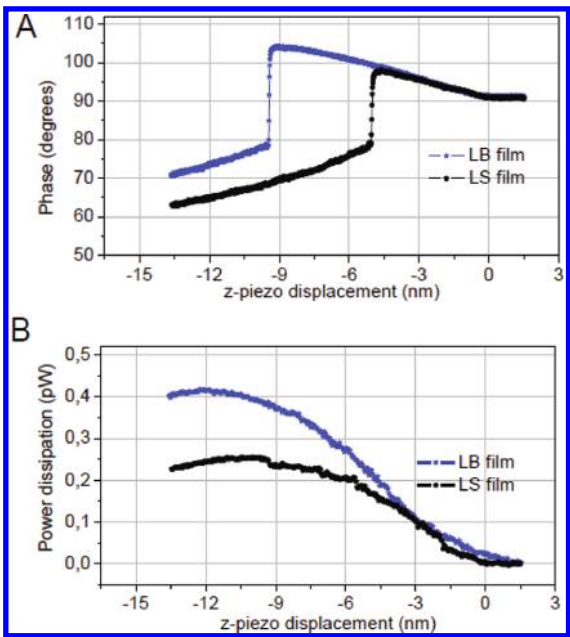 A
110
100
90
80
70
60
50
Phase (degrees)
LB film
LS film
-15 -12 -9 -6 -3 0 3
z-piezo displacement (nm)
B
0,5
0,4
0,3
0,2
0,1
0,0
Power dissipation (pW)
LB film
LS film
-15 -12 -9 -6 -3 0 3
z-piezo displacement (nm)